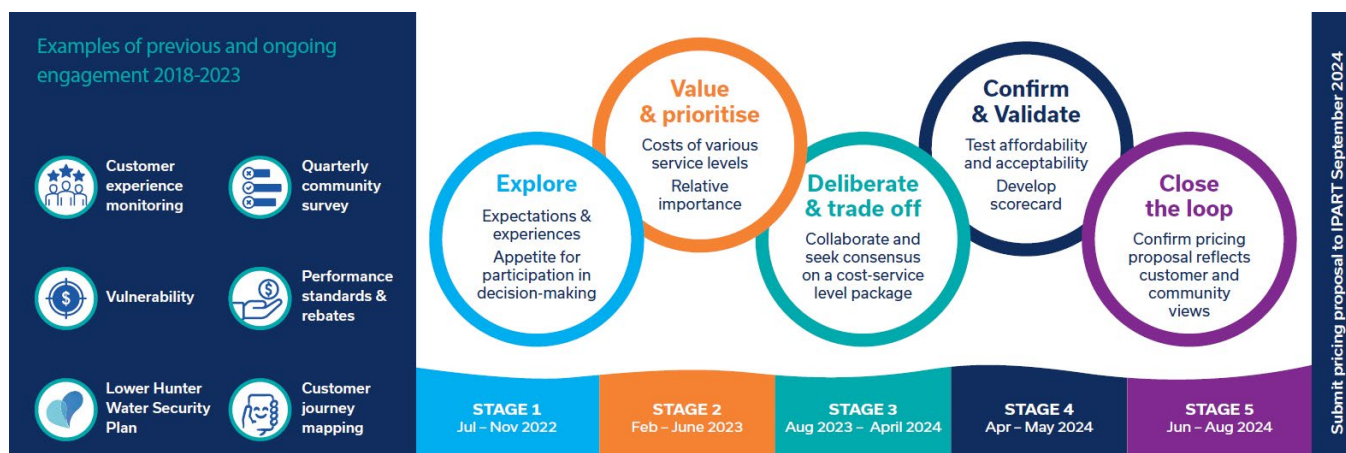 Examples of previous and ongoing
engagement 2018-2023
Customer
experience
monitoring
Quarterly
community
survey
Vulnerability
Performance
standards &
rebates
Lower Hunter
Water Security
Plan
Customer
journey
mapping
Explore
Expectations &
experiences
Appetite for
participation in
decision-making
Value
& prioritise
Costs of various
service levels
Relative
importance
Deliberate
& trade off
Collaborate and
seek consensus
on a cost-service
level package
Confirm
& Validate
Test affordability
and acceptability
Develop
scorecard
Close
the loop
Confirm pricing
proposal reflects
customer and
community
views
STAGE 1
Jul – Nov 2022
STAGE 2
Feb – June 2023
STAGE 3
Aug 2023 – April 2024
STAGE 4
Apr – May 2024
STAGE 5
Jun – Aug 2024
Submit pricing proposal to IPART September 2024